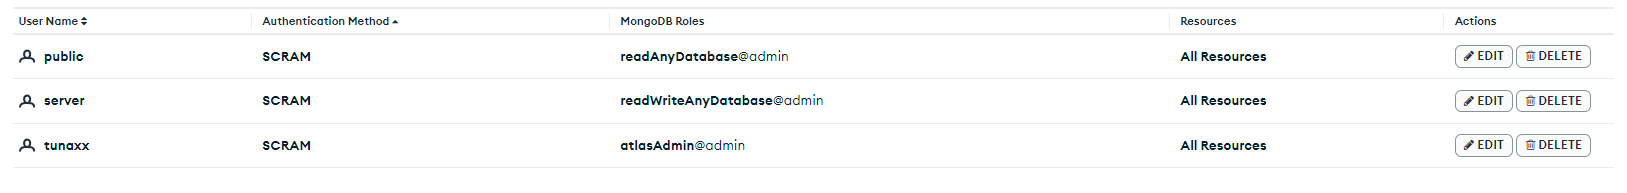 User Name Authentication Method MongoDB Roles Resources Actions
public SCRAM readAnyDatabase@admin All Resources EDIT DELETE
server SCRAM readWriteAnyDatabase@admin All Resources EDIT DELETE
tunaxx SCRAM atlasAdmin@admin All Resources EDIT DELETE